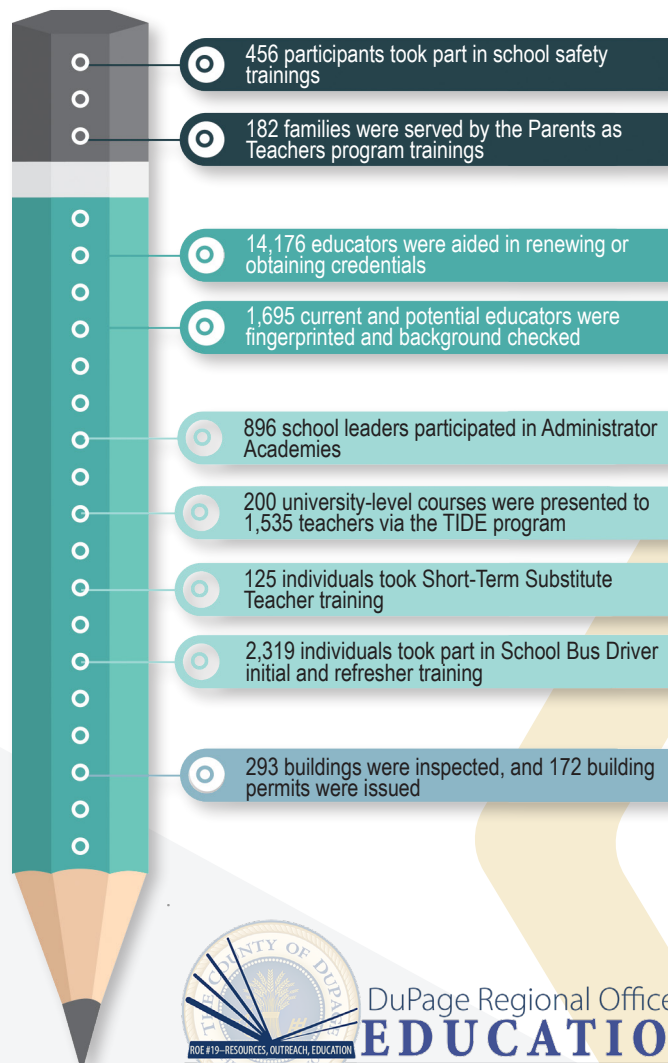 456 participants took part in school safety
trainings
182 families were served by the Parents as
Teachers program trainings
14,176 educators were aided in renewing or
obtaining credentials
1,695 current and potential educators were
fingerprinted and background checked
896 school leaders participated in Administrator
Academies
200 university-level courses were presented to
1,535 teachers via the TIDE program
125 individuals took Short-Term Substitute
Teacher training
2,319 individuals took part in School Bus Driver
initial and refresher training
293 buildings were inspected, and 172 building
permits were issued
THE COUNTY OF DUPAGE
ROE #19–RESOURCES, OUTREACH, EDUCATION
DuPage Regional Office
EDUCATIO